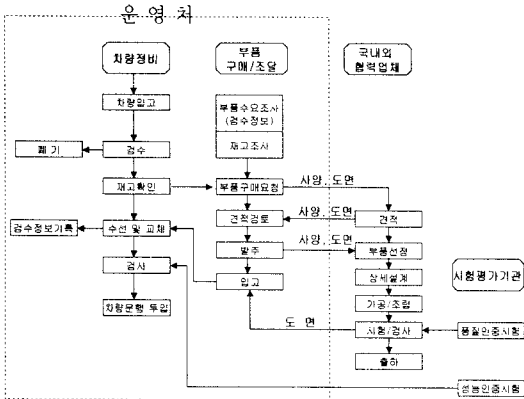 운 영 처
차량정비
부품
구매/조달
국내외
협력업체
차량입고
부품수요조사
(검수정보)
재고조사
폐 기
검수
재고확인
부품구매요청
사양, 도면
견적검토
사양, 도면
견적
검수정보기록
수선 및 교체
발주
사양, 도면
부품선정
검사
입고
상세설계
시험평가기관
차량운행 투입
가공/조립
도 면
시험/검사
품질인증시험
출하
성능인증시험